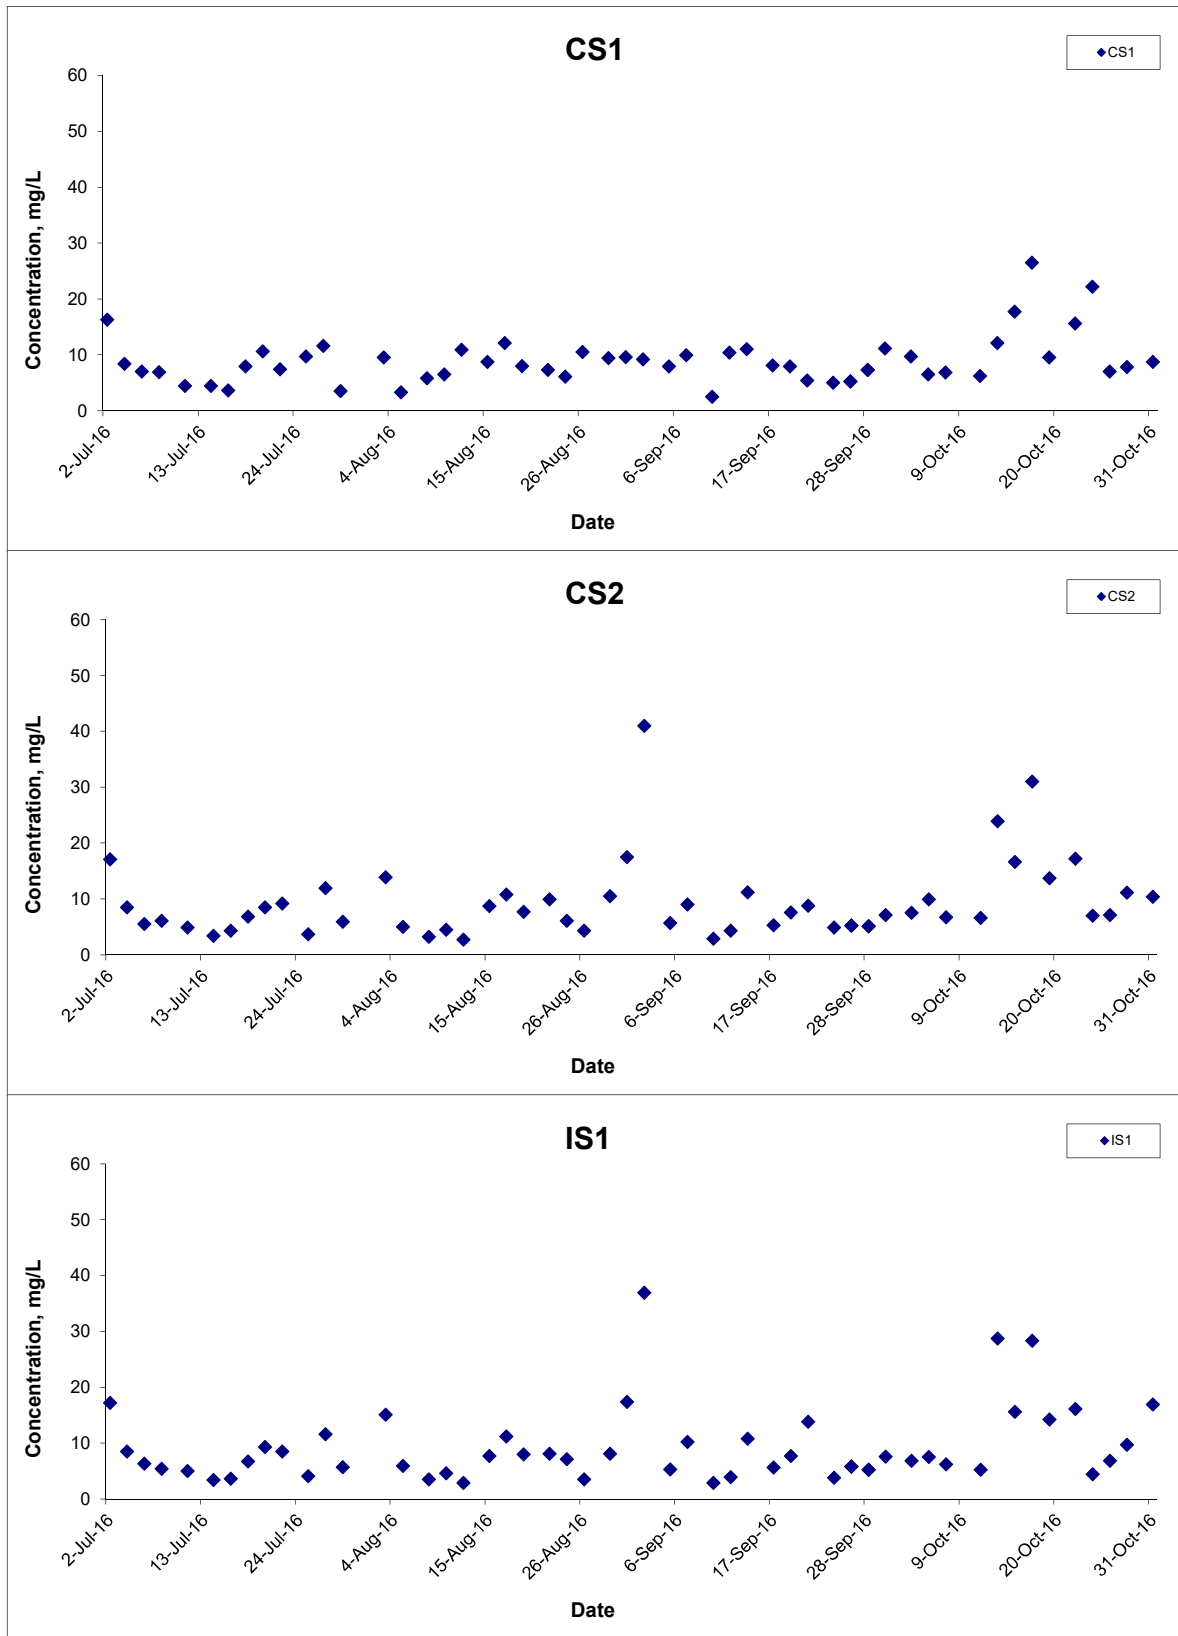 CS1
CS1
60
50
40
30
20
10
0
Concentration, mg/L
2-Jul-16
13-Jul-16
24-Jul-16
4-Aug-16
15-Aug-16
26-Aug-16
6-Sep-16
17-Sep-16
28-Sep-16
9-Oct-16
20-Oct-16
31-Oct-16
Date
CS2
CS2
60
50
40
30
20
10
0
Concentration, mg/L
2-Jul-16
13-Jul-16
24-Jul-16
4-Aug-16
15-Aug-16
26-Aug-16
6-Sep-16
17-Sep-16
28-Sep-16
9-Oct-16
20-Oct-16
31-Oct-16
Date
IS1
IS1
60
50
40
30
20
10
0
Concentration, mg/L
2-Jul-16
13-Jul-16
24-Jul-16
4-Aug-16
15-Aug-16
26-Aug-16
6-Sep-16
17-Sep-16
28-Sep-16
9-Oct-16
20-Oct-16
31-Oct-16
Date